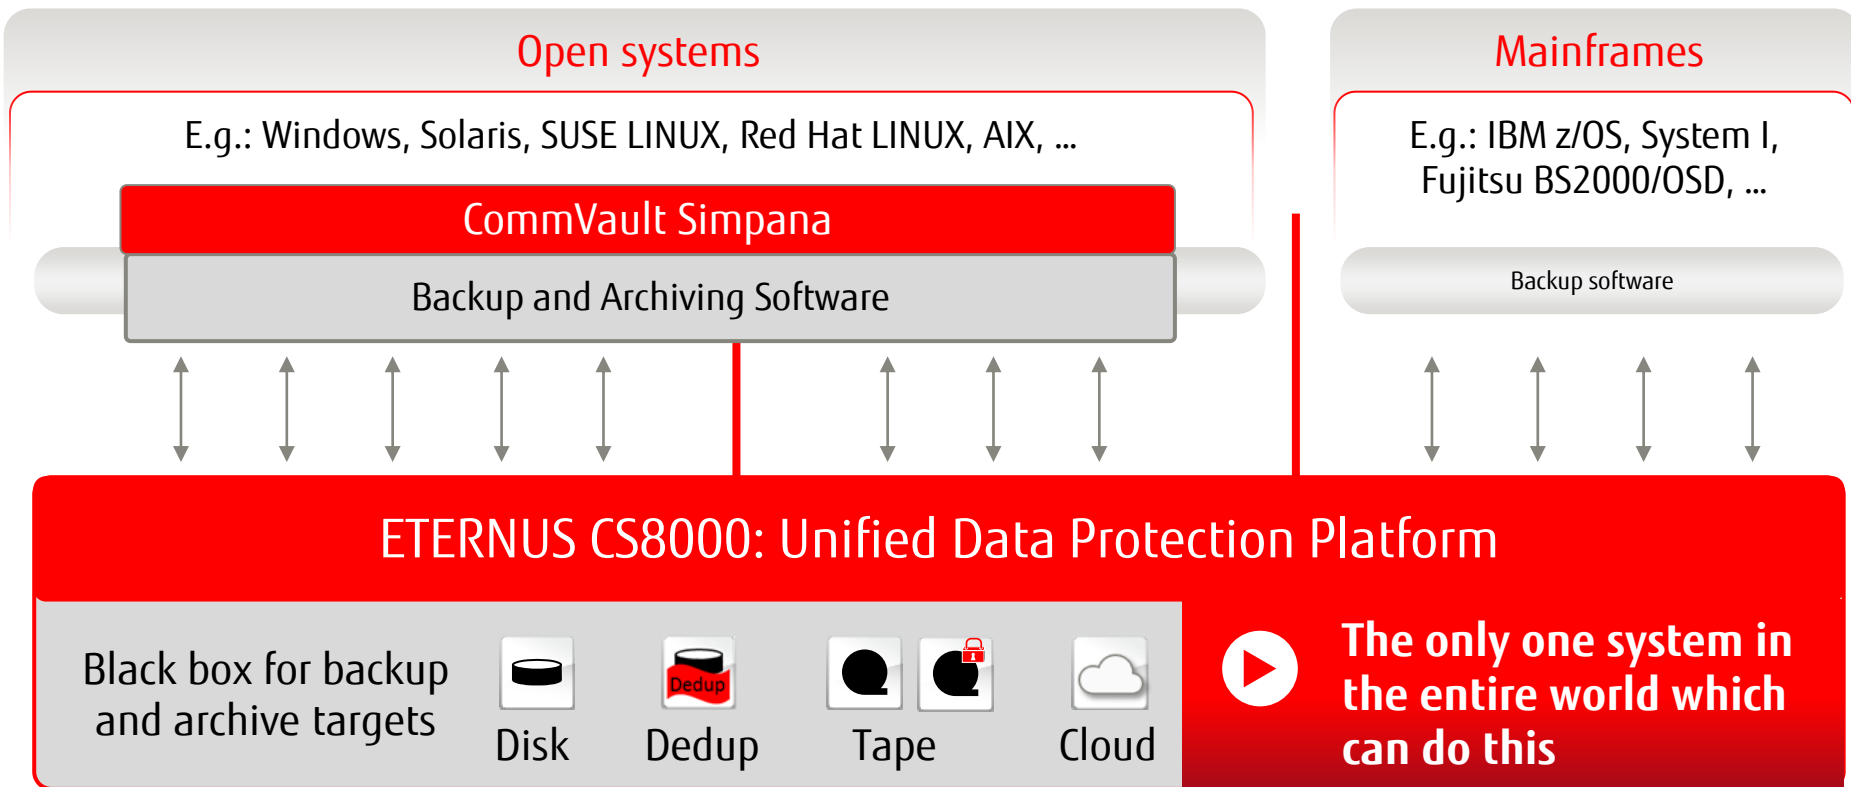 Open systems
Mainframes
E.g.: Windows, Solaris, SUSE LINUX, Red Hat LINUX, AIX, ...
E.g.: IBM z/OS, System I,
Fujitsu BS2000/OSD, ...
CommVault Simpana
Backup and Archiving Software
Backup software
ETERNUS CS8000: Unified Data Protection Platform
Black box for backup
and archive targets
Dedup
Disk
Dedup
Tape
Cloud
The only one system in
the entire world which
can do this